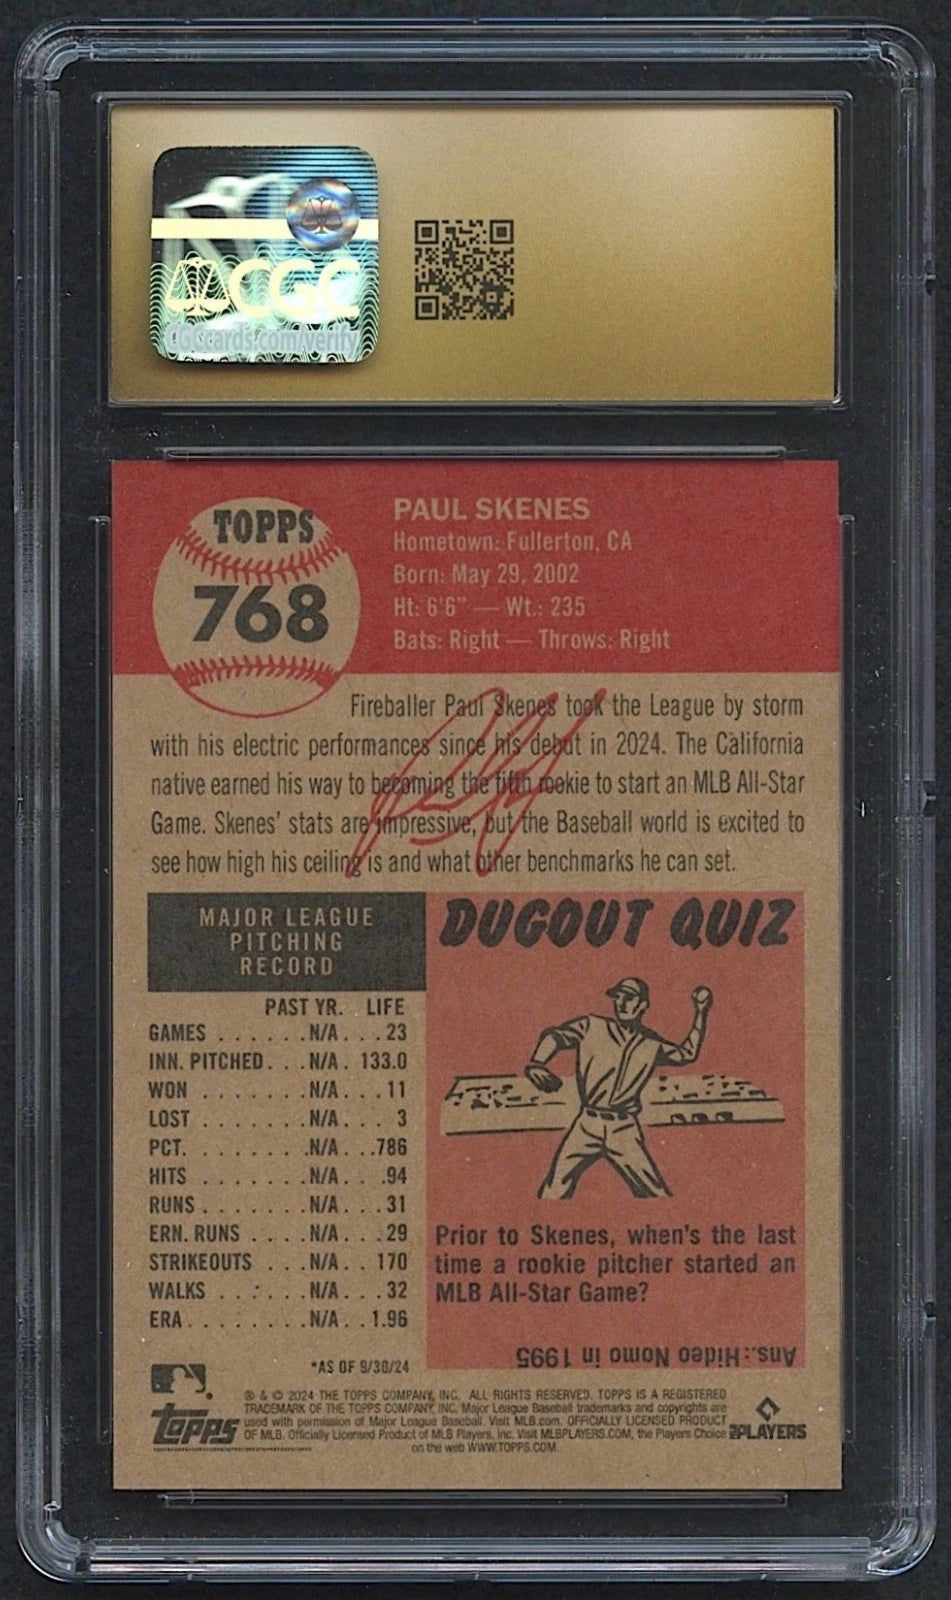 CGC
CGCcards.com/verify
TOPPS
768
PAUL SKENES
Hometown: Fullerton, CA
Born: May 29, 2002
Ht: 6'6" — Wt.: 235
Bats: Right — Throws: Right
Fireballer Paul Skenes took the League by storm
with his electric performances since his debut in 2024. The California
native earned his way to becoming the fifth rookie to start an MLB All-Star
Game. Skenes' stats are impressive, but the Baseball world is excited to
see how high his ceiling is and what other benchmarks he can set.
MAJOR LEAGUE
PITCHING
RECORD
PAST YR. LIFE
GAMES . . . . . . . N/A . . . 23
INN. PITCHED. . . .N/A . 133.0
WON . . . . . . . . N/A . . . 11
LOST . . . . . . . . N/A . . . 3
PCT. . . . . . . . . N/A . . .786
HITS . . . . . . . . N/A . . . 94
RUNS . . . . . . . . N/A . . . 31
ERN. RUNS . . . . N/A . . . 29
STRIKEOUTS . . . N/A . . 170
WALKS . . . . . . . N/A . . . 32
ERA . . . . . . . . . N/A . . 1.96
*AS OF 9/30/24
DUGOUT QUIZ
Prior to Skenes, when's the last
time a rookie pitcher started an
MLB All-Star Game?
Ans.: Hideo Nomo in 1995
topps
® & © 2024 THE TOPPS COMPANY, INC. ALL RIGHTS RESERVED. TOPPS IS A REGISTERED
TRADEMARK OF THE TOPPS COMPANY, INC. Major League Baseball trademarks and copyrights are
used with permission of Major League Baseball. Visit MLB.com. OFFICIALLY LICENSED PRODUCT
OF MLB. Officially Licensed Product of MLB Players, Inc. Visit MLBPLAYERS.COM, the Players Choice
on the web WWW.TOPPS.COM.
PLAYERS